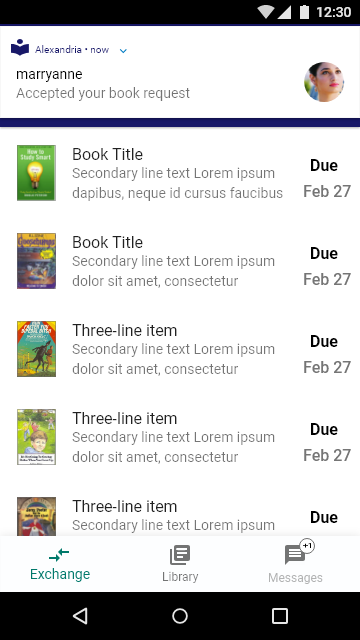 12:30
Alexandria • now
marryanne
Accepted your book request
How to
Study Smart
Book Title
Secondary line text Lorem ipsum
dapibus, neque id cursus faucibus
Due
Feb 27
Goosebumps
Book Title
Secondary line text Lorem ipsum
dolor sit amet, consectetur
Due
Feb 27
Three-line item
Secondary line text Lorem ipsum
dolor sit amet, consectetur
Due
Feb 27
Three-line item
Secondary line text Lorem ipsum
dolor sit amet, consectetur
Due
Feb 27
Three-line item
Secondary line text Lorem ipsum
Due
Exchange
Library
+1
Messages